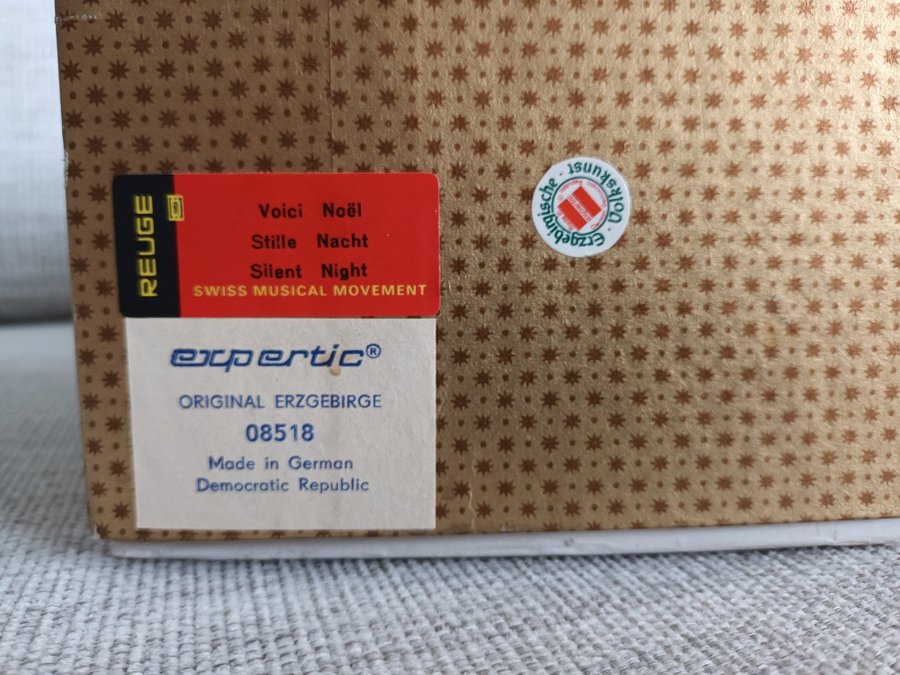 REUGE
Voici Noël
Stille Nacht
Silent Night
SWISS MUSICAL MOVEMENT
expertic®
ORIGINAL ERZGEBIRGE
08518
Made in German
Democratic Republic
Erzgebirgische · Volkskunst ·